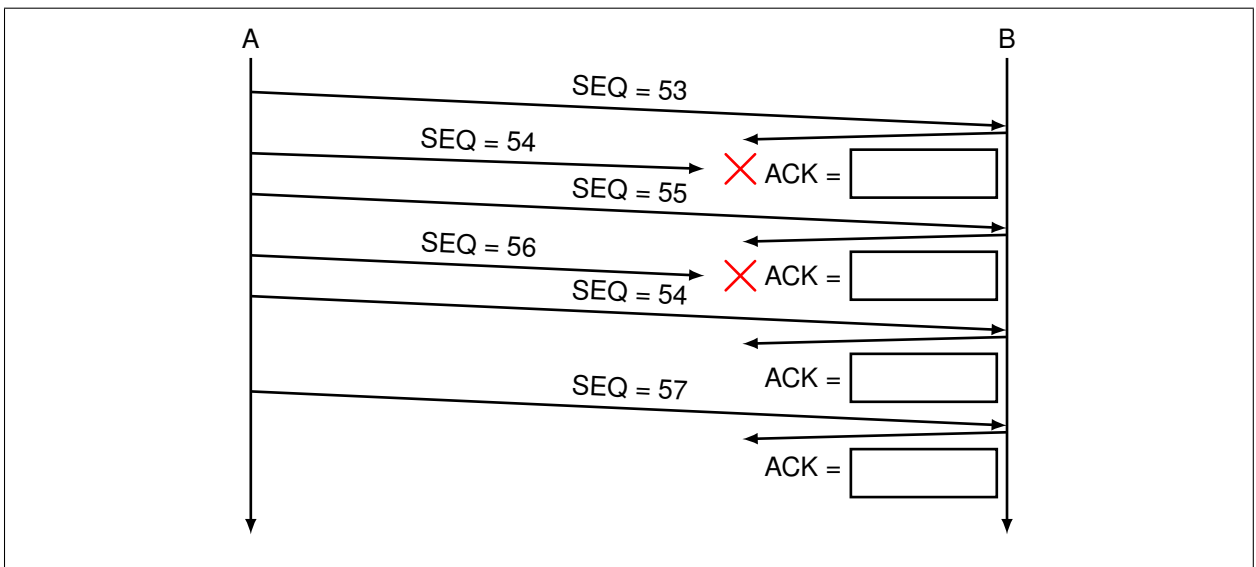 A
B
SEQ = 53
SEQ = 54
ACK =
SEQ = 55
SEQ = 56
ACK =
SEQ = 54
ACK =
SEQ = 57
ACK =